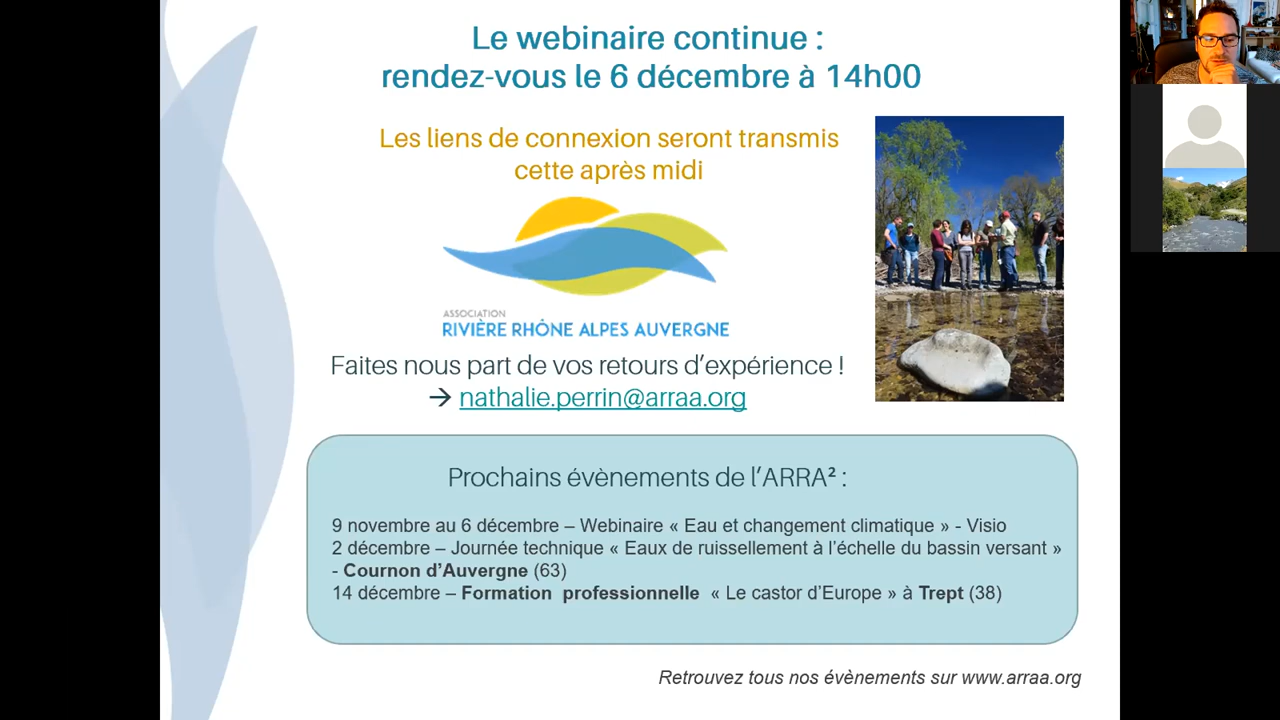 Le webinaire continue :
rendez-vous le 6 décembre à 14h00
Les liens de connexion seront transmis
cette après midi
ASSOCIATION
RIVIÈRE RHÔNE ALPES AUVERGNE
Faites nous part de vos retours d’expérience !
→ nathalie.perrin@arraa.org
Prochains évènements de l’ARRA² :
9 novembre au 6 décembre – Webinaire « Eau et changement climatique » - Visio
2 décembre – Journée technique « Eaux de ruissellement à l’échelle du bassin versant »
- Cournon d’Auvergne (63)
14 décembre – Formation professionnelle « Le castor d’Europe » à Trept (38)
Retrouvez tous nos évènements sur www.arraa.org